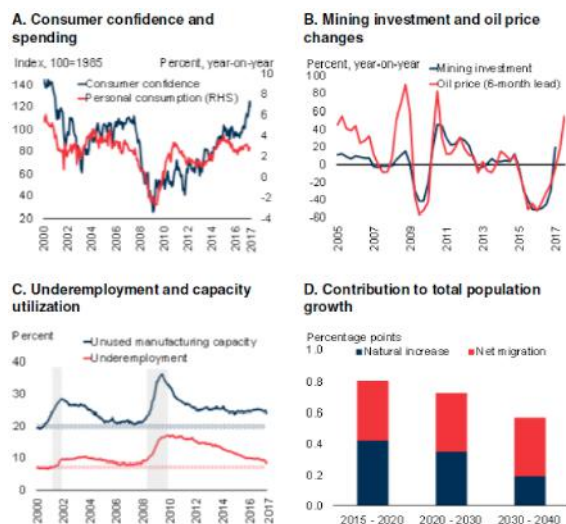 A. Consumer confidence and
spending
Index, 100=1985 Percent, year-on-year
Consumer confidence
Personal consumption (RHS)
140
120
100
80
60
40
20
10
8
6
4
2
0
-2
-4
2000 2002 2004 2006 2008 2010 2012 2014 2016 2017
B. Mining investment and oil price
changes
Percent, year-on-year
Mining investment
Oil price (6-month lead)
100
80
60
40
20
0
-20
-40
-60
2005 2007 2009 2011 2013 2015 2017
C. Underemployment and capacity
utilization
Percent
Unused manufacturing capacity
Underemployment
40
30
20
10
0
2000 2002 2004 2006 2008 2010 2012 2014 2016 2017
D. Contribution to total population
growth
Percentage points
Natural increase Net migration
1.0
0.8
0.6
0.4
0.2
0.0
2015 - 2020 2020 - 2030 2030 - 2040